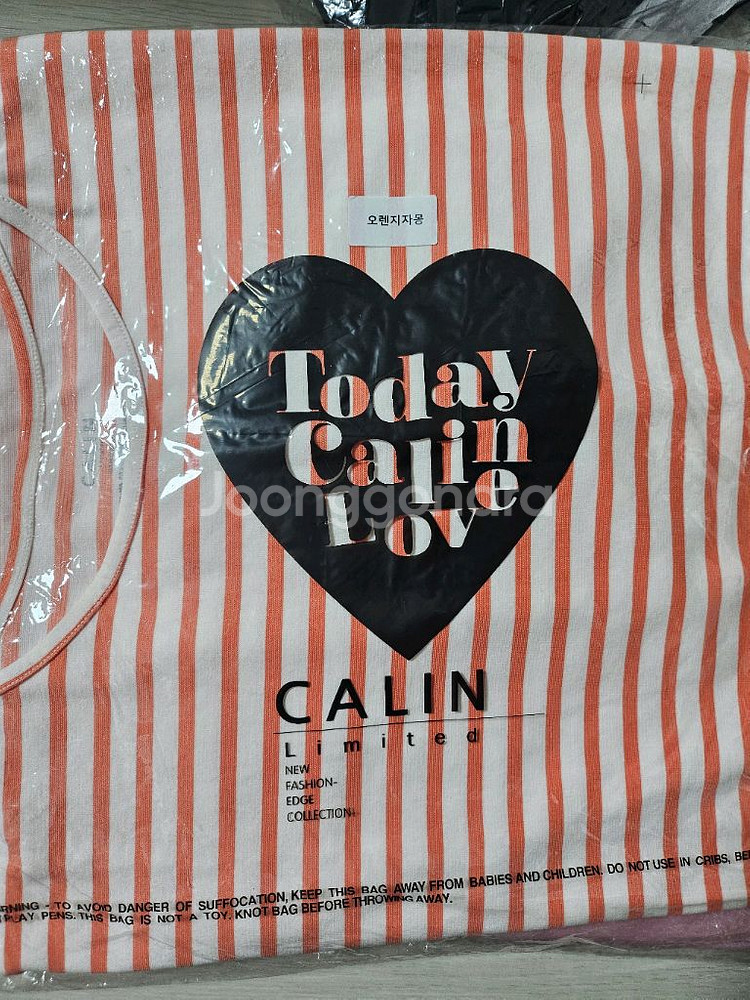 오렌지자몽
Today
Calin
Love
Joonggonara
CALIN
Limited
NEW
FASHION-
EDGE
COLLECTION
RNING - TO AVOID DANGER OF SUFFOCATION, KEEP THIS BAG AWAY FROM BABIES AND CHILDREN. DO NOT USE IN CRIBS, BE
PLAY PENS. THIS BAG IS NOT A TOY. KNOT BAG BEFORE THROWING AWAY.